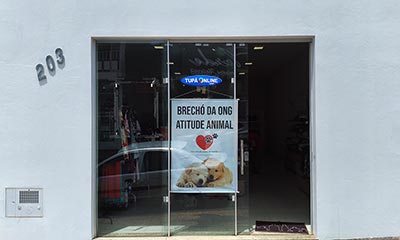 203
TUPÃ ONLINE
BRECHÓ DA ONG
ATITUDE ANIMAL